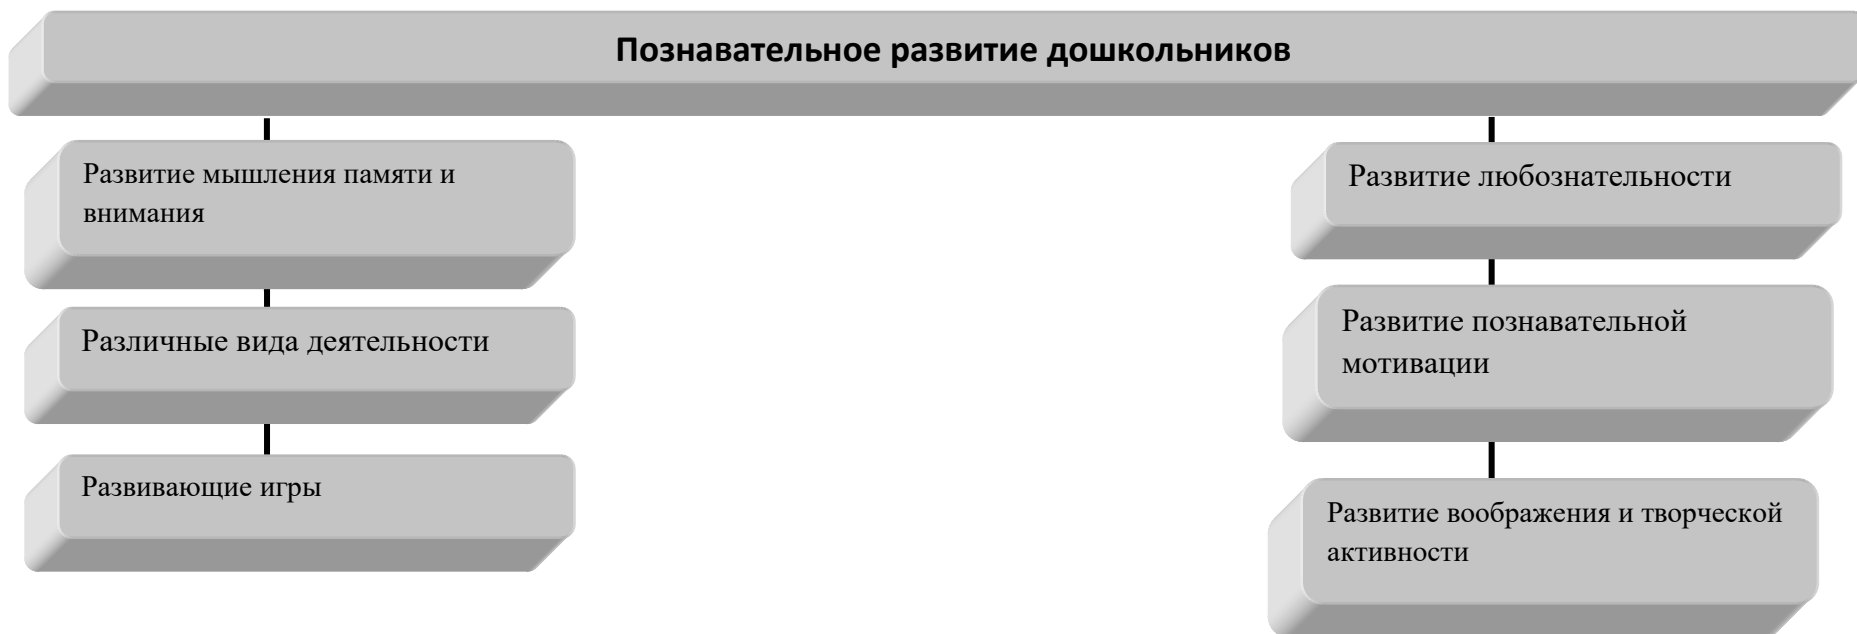 Познавательное развитие дошкольников
Развитие мышления памяти и
внимания
Различные вида деятельности
Развивающие игры
Развитие любознательности
Развитие познавательной
мотивации
Развитие воображения и творческой
активности